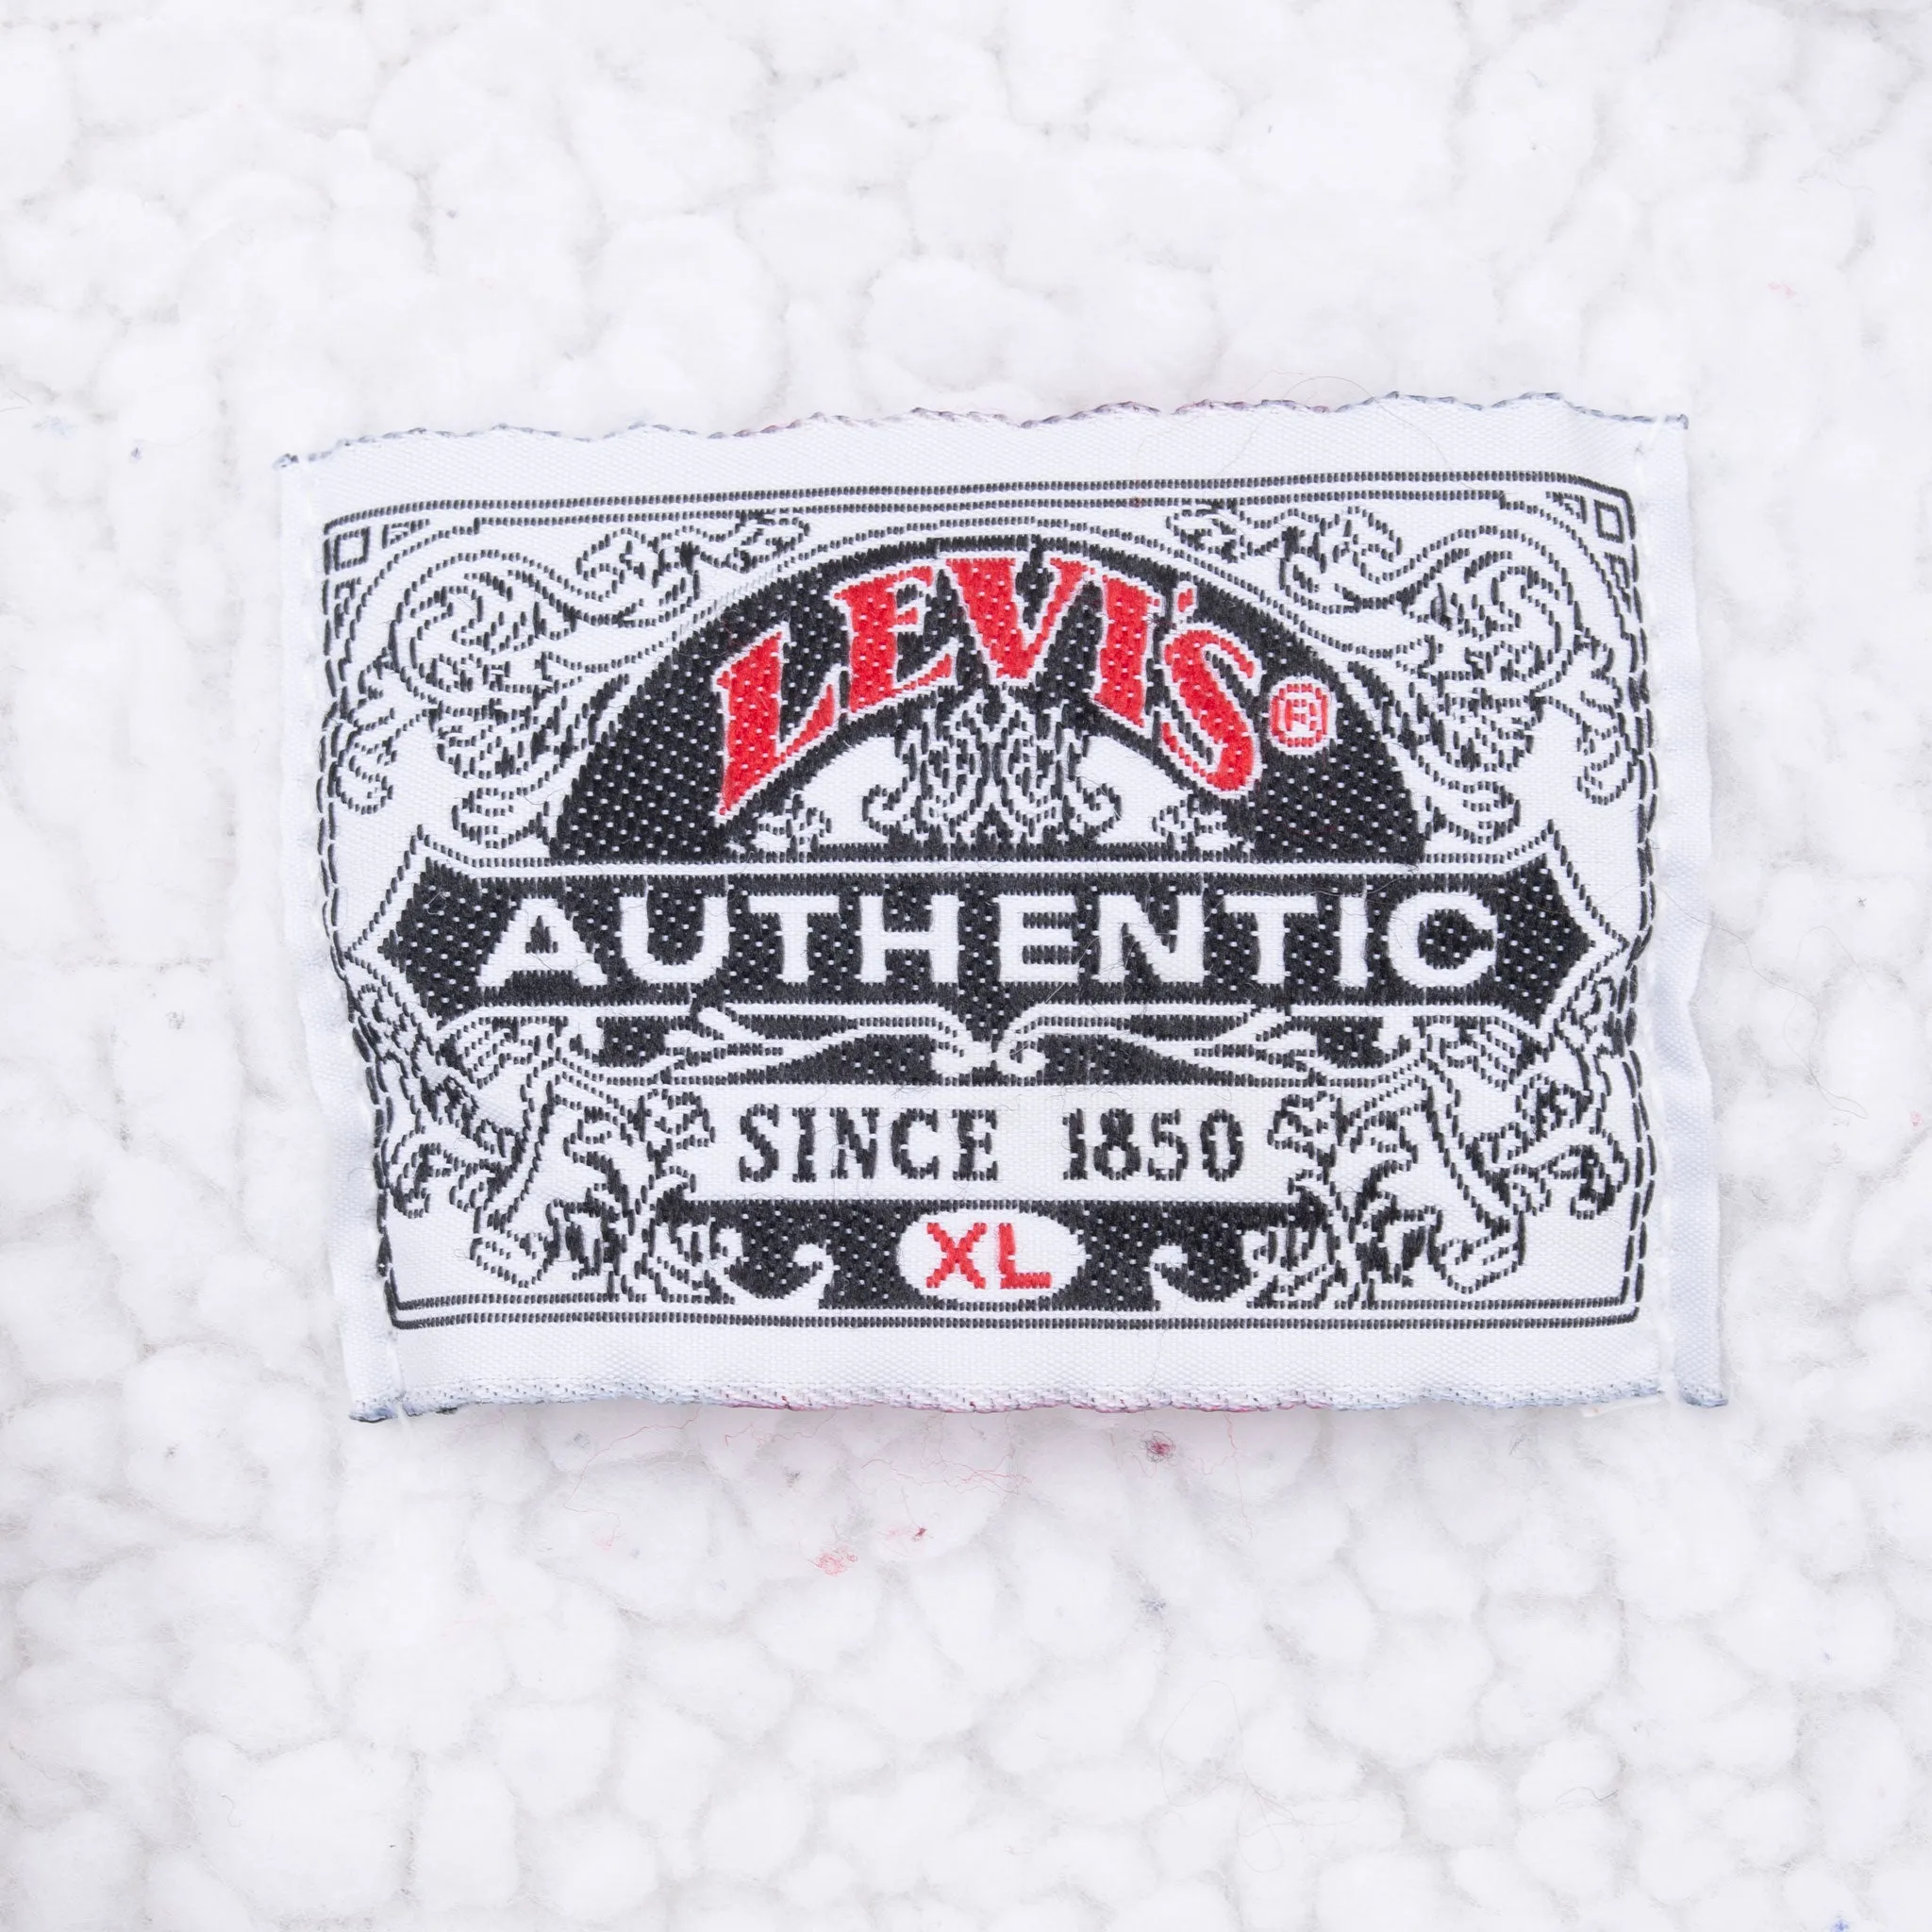 LEVI'S®
AUTHENTIC
SINCE 1850
XL